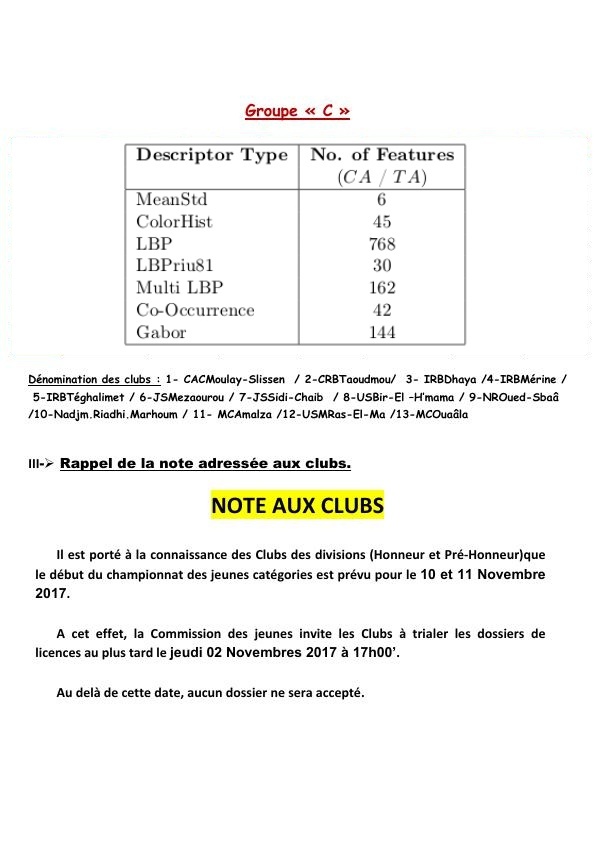 Groupe « C »
Descriptor Type No. of Features
(CA / TA)
MeanStd 6
ColorHist 45
LBP 768
LBPriu81 30
Multi LBP 162
Co-Occurrence 42
Gabor 144
Dénomination des clubs : 1- CACMoulay-Slissen / 2-CRBTaoudmou/ 3- IRBDhaya /4-IRBMérine /
5-IRBTéghalimet / 6-JSMezaourou / 7-JSSidi-Chaib / 8-USBir-El –H'mama / 9-NROued-Sbaâ
/10-Nadjm.Riadhi.Marhoum / 11- MCAmalza /12-USMRas-El-Ma /13-MCOuaâla
III-➢ Rappel de la note adressée aux clubs.
NOTE AUX CLUBS
Il est porté à la connaissance des Clubs des divisions (Honneur et Pré-Honneur)que
le début du championnat des jeunes catégories est prévu pour le 10 et 11 Novembre
2017.
A cet effet, la Commission des jeunes invite les Clubs à trialer les dossiers de
licences au plus tard le jeudi 02 Novembres 2017 à 17h00'.
Au delà de cette date, aucun dossier ne sera accepté.